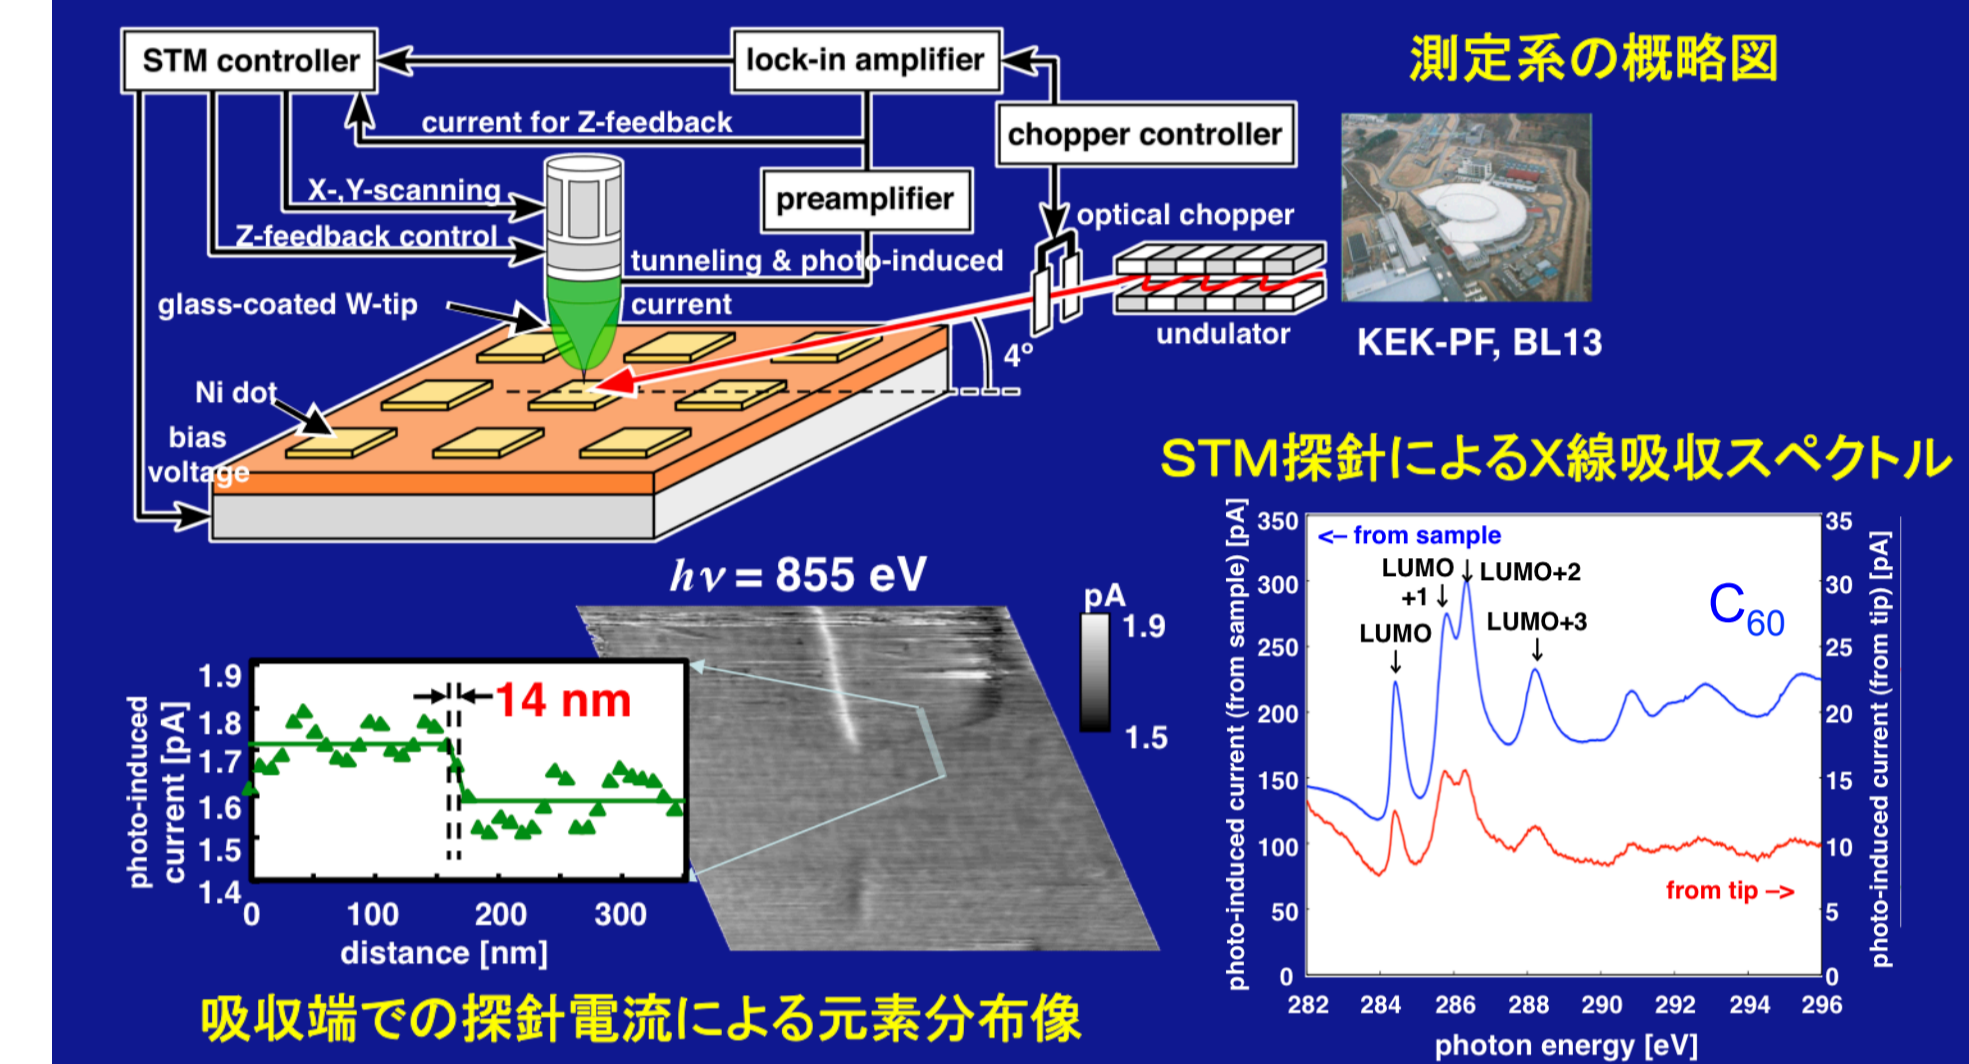 測定系の概略図
STM controller
lock-in amplifier
current for Z-feedback
chopper controller
X-,Y-scanning
preamplifier
optical chopper
Z-feedback control
tunneling & photo-induced
current
glass-coated W-tip
undulator
4°
KEK-PF, BL13
Ni dot
bias
voltage
STM探針によるX線吸収スペクトル
hν = 855 eV
pA
1.9
1.5
14 nm
photo-induced
current [pA]
1.9
1.8
1.7
1.6
1.5
1.4
0 100 200 300
distance [nm]
吸収端での探針電流による元素分布像
photo-induced current (from sample) [pA]
350
300
250
200
150
100
50
0
<– from sample
LUMO
+1
LUMO+2
LUMO
LUMO+3
C60
from tip –>
35
30
25
20
15
10
5
0
photo-induced current (from tip) [pA]
282 284 286 288 290 292 294 296
photon energy [eV]